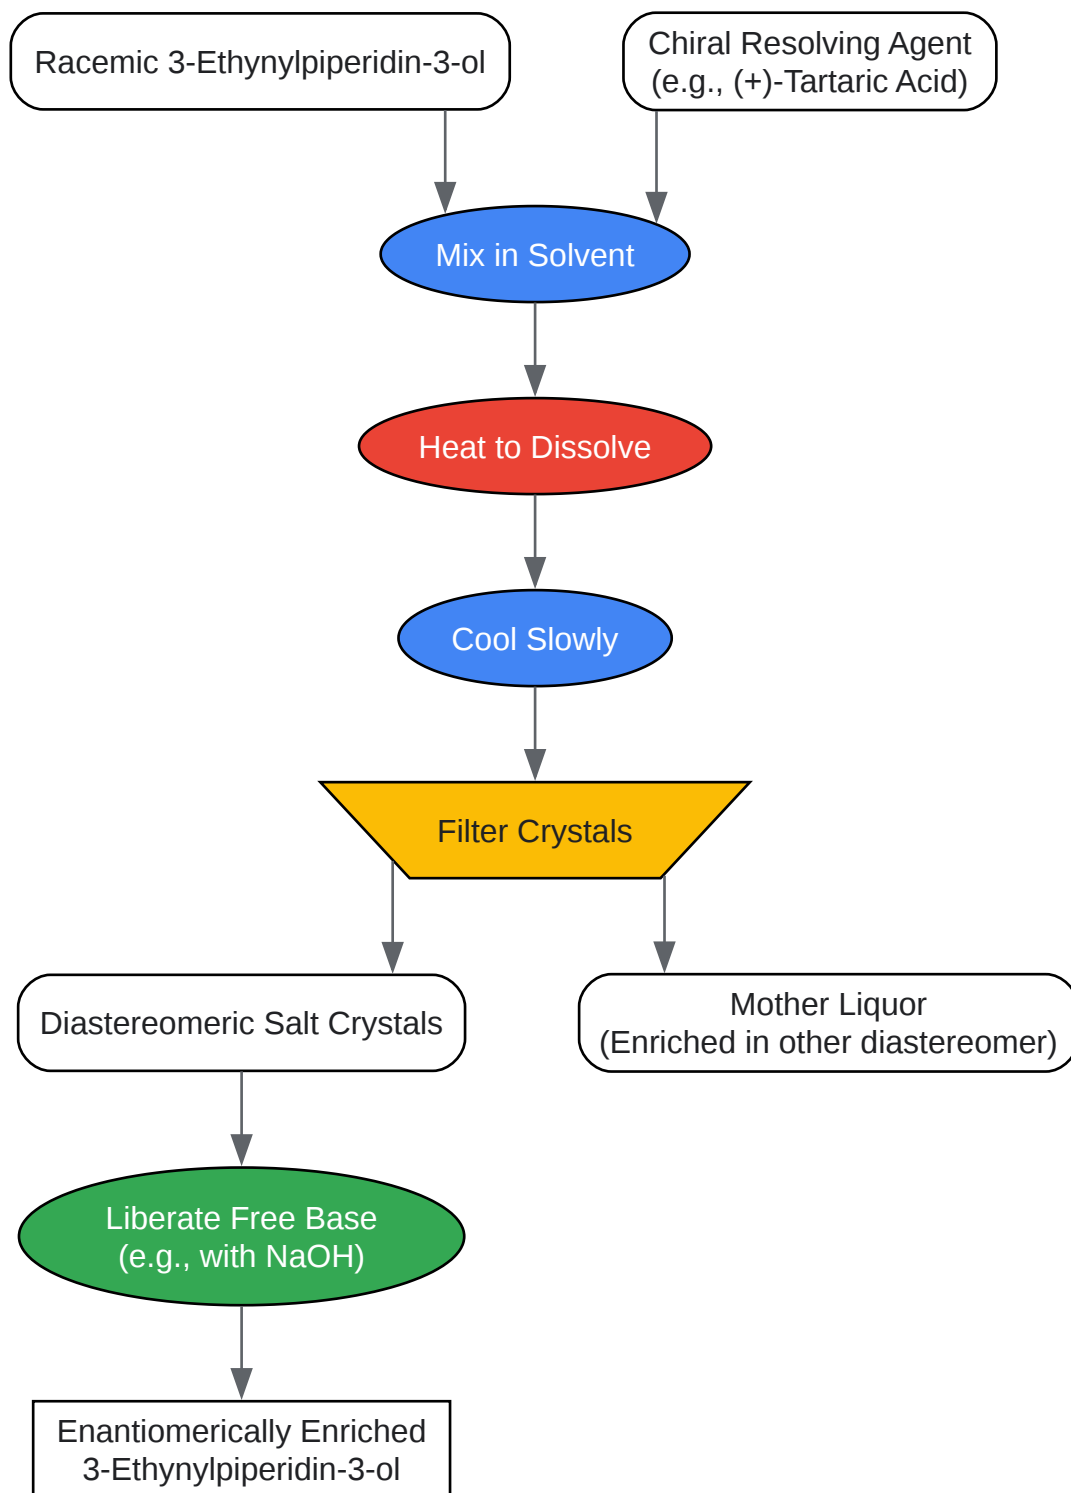 Racemic 3-Ethynylpiperidin-3-ol
Chiral Resolving Agent
(e.g., (+)-Tartaric Acid)
Mix in Solvent
Heat to Dissolve
Cool Slowly
Filter Crystals
Diastereomeric Salt Crystals
Mother Liquor
(Enriched in other diastereomer)
Liberate Free Base
(e.g., with NaOH)
Enantiomerically Enriched
3-Ethynylpiperidin-3-ol